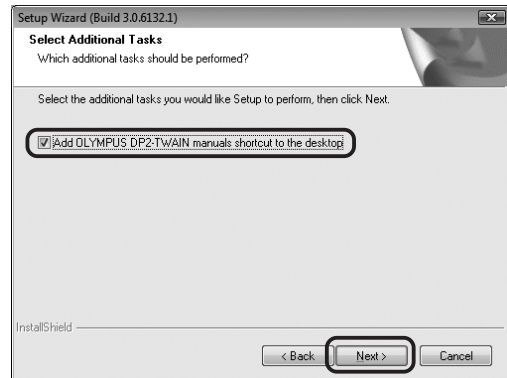 Setup Wizard (Build 3.0.6132.1)
Select Additional Tasks
Which additional tasks should be performed?
Select the additional tasks you would like Setup to perform, then click Next.
Add OLYMPUS DP2-TWAIN manuals shortcut to the desktop
InstallShield
< Back Next > Cancel